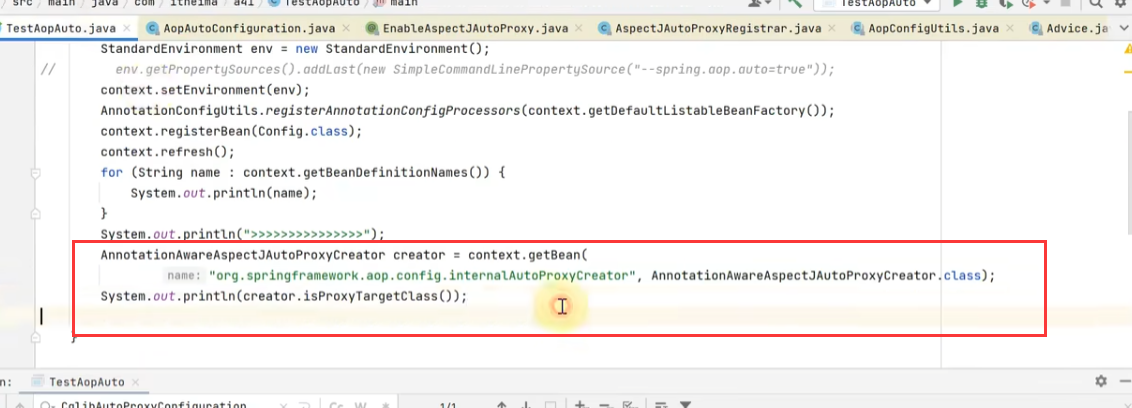 src main java com itheima a41 TestAopAuto main TestAopAuto
TestAopAuto.java AopAutoConfiguration.java EnableAspectJAutoProxy.java AspectJAutoProxyRegistrar.java AopConfigUtils.java Advice.ja
StandardEnvironment env = new StandardEnvironment();
// env.getPropertySources().addLast(new SimpleCommandLinePropertySource("--spring.aop.auto=true"));
context.setEnvironment(env);
AnnotationConfigUtils.registerAnnotationConfigProcessors(context.getDefaultListableBeanFactory());
context.registerBean(Config.class);
context.refresh();
for (String name : context.getBeanDefinitionNames()) {
System.out.println(name);
}
System.out.println(">>>>>>>>>>>>>>>");
AnnotationAwareAspectJAutoProxyCreator creator = context.getBean(
name: "org.springframework.aop.config.internalAutoProxyCreator", AnnotationAwareAspectJAutoProxyCreator.class);
System.out.println(creator.isProxyTargetClass());
}
n: TestAopAuto
CglibAutoProxyConfiguration Cc W 1/1